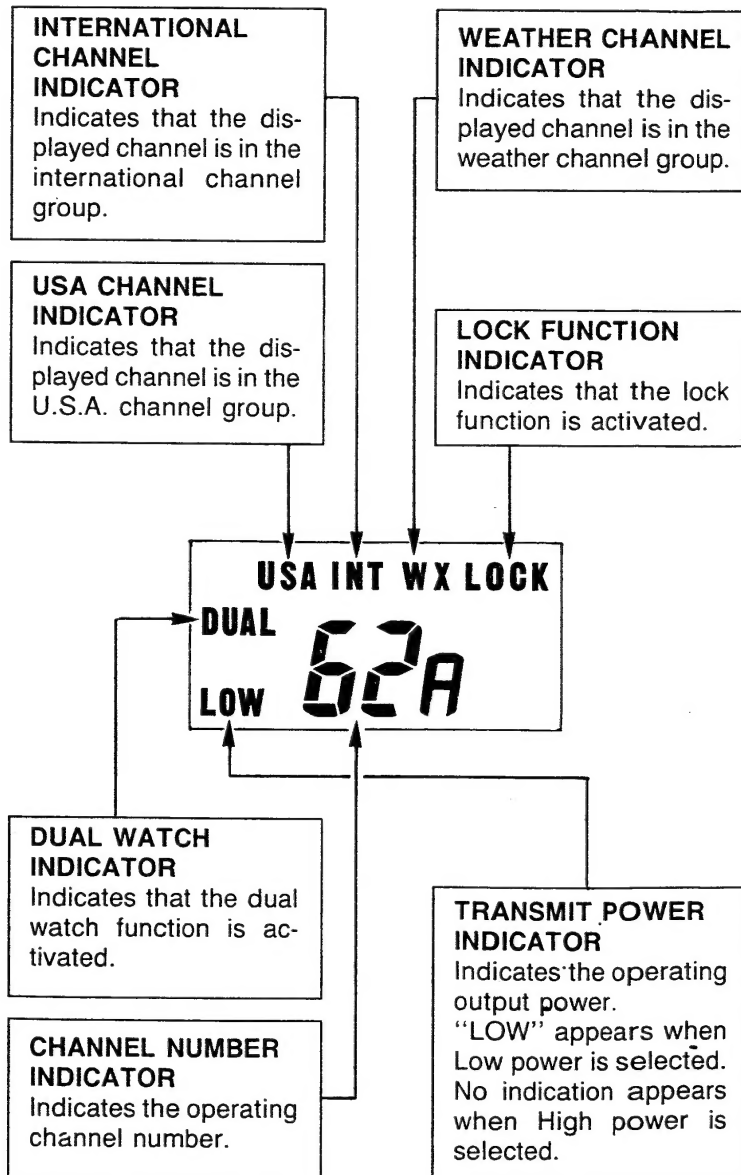 INTERNATIONAL
CHANNEL
INDICATOR
Indicates that the dis-
played channel is in the
international channel
group.
WEATHER CHANNEL
INDICATOR
Indicates that the dis-
played channel is in the
weather channel group.
USA CHANNEL
INDICATOR
Indicates that the dis-
played channel is in the
U.S.A. channel group.
LOCK FUNCTION
INDICATOR
Indicates that the lock
function is activated.
USA INT WX LOCK
DUAL
62A
LOW
DUAL WATCH
INDICATOR
Indicates that the dual
watch function is ac-
tivated.
CHANNEL NUMBER
INDICATOR
Indicates the operating
channel number.
TRANSMIT POWER
INDICATOR
Indicates the operating
output power.
“LOW” appears when
Low power is selected.
No indication appears
when High power is
selected.